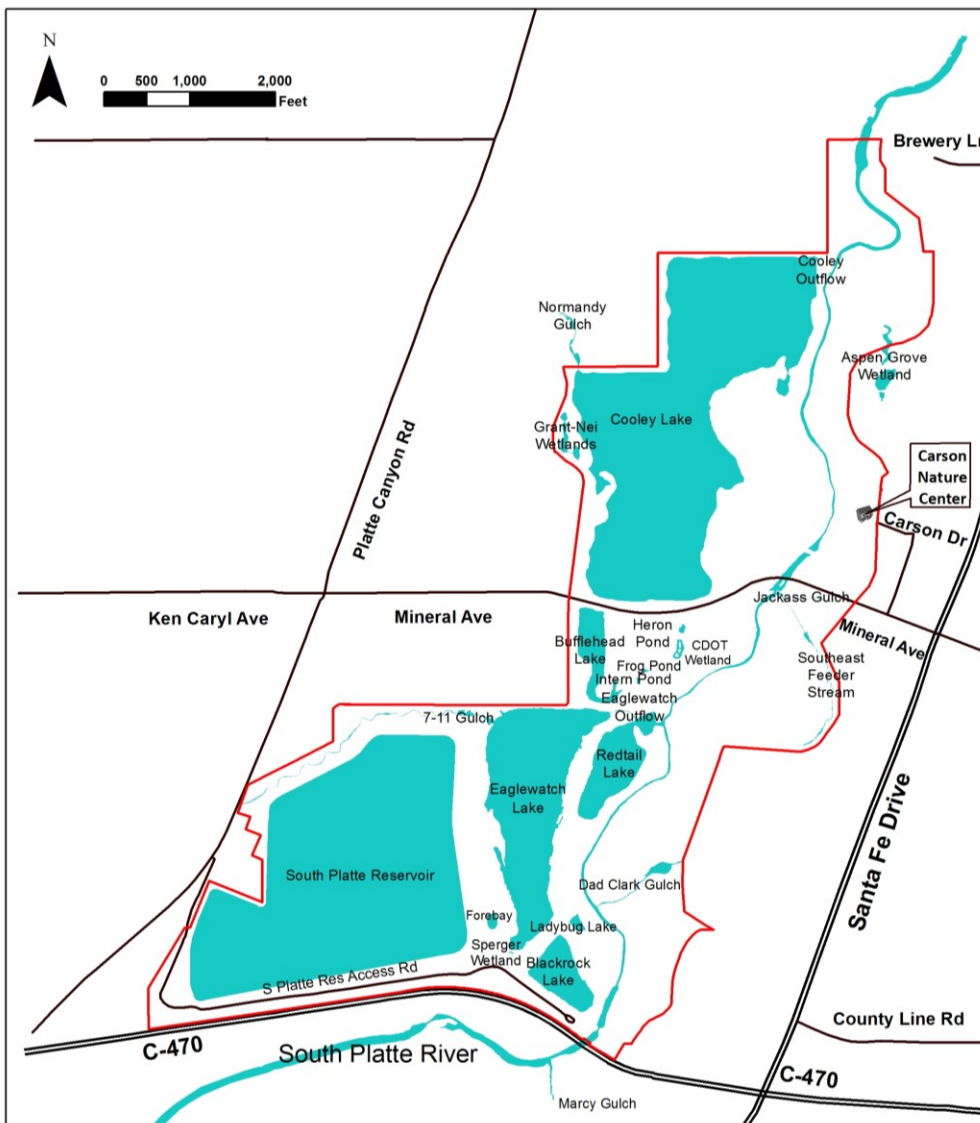 N
0 500 1,000 2,000
Feet
Brewery Ln
Cooley
Outflow
Normandy
Gulch
Aspen Grove
Wetland
Cooley Lake
Grant-Nei
Wetlands
Platte Canyon Rd
Carson
Nature
Center
Carson Dr
Jackass Gulch
Ken Caryl Ave
Mineral Ave
Mineral Ave
Heron
Pond
Bufflehead
Lake
CDOT
Wetland
Frog Pond
Intern Pond
Southeast
Feeder
Stream
Eaglewatch
Outflow
7-11 Gulch
Redtail
Lake
Eaglewatch
Lake
Santa Fe Drive
South Platte Reservoir
Dad Clark Gulch
Forebay
Ladybug Lake
Sperger
Wetland
Blackrock
Lake
S Platte Res Access Rd
County Line Rd
C-470
South Platte River
C-470
Marcy Gulch